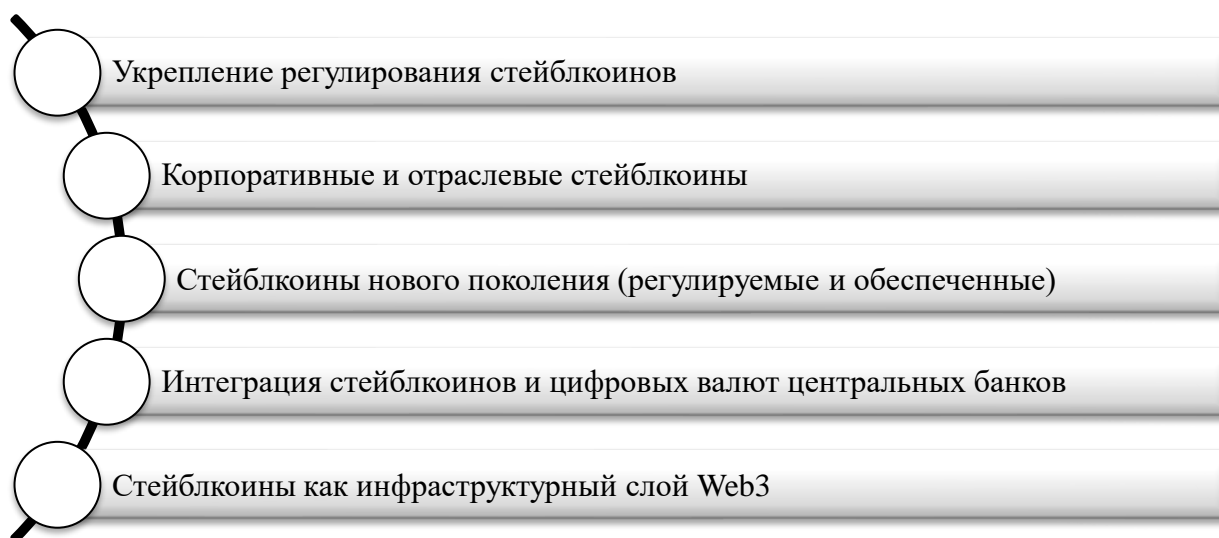 Укрепление регулирования стейблкоинов
Корпоративные и отраслевые стейблкоины
Стейблкоины нового поколения (регулируемые и обеспеченные)
Интеграция стейблкоинов и цифровых валют центральных банков
Стейблкоины как инфраструктурный слой Web3